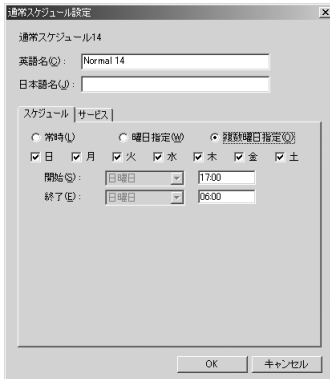 通常スケジュール設定
通常スケジュール14
英語名(C): Normal 14
日本語名(J):
スケジュール サービス
常時(L) 曜日指定(W) 複数曜日指定(O)
日 月 火 水 木 金 土
開始(S): 日曜日 17:00
終了(E): 日曜日 06:00
OK キャンセル